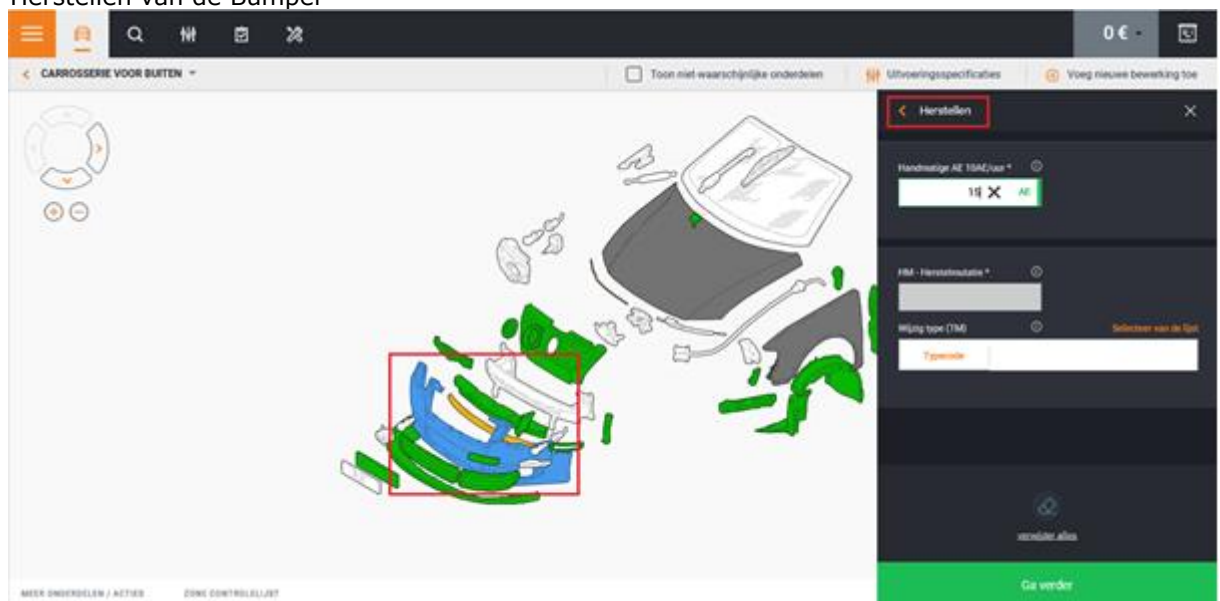 Herstellen van de Bumper
0 €
CARROSSERIE VOOR BUITEN
Toon niet waarschijnlijke onderdelen
Uitvoeringsspecificaties
Voeg nieuwe bewerking toe
Herstellen
Handmatige AE 10AE/uur *
15
AE
HM - Herstelmutatie *
Wijzig type (TM)
Selecteer van de lijst
Typecode
verwijder alles
Ga verder
MEER ONDERDELEN / ACTIES
ZONE CONTROLELIJST